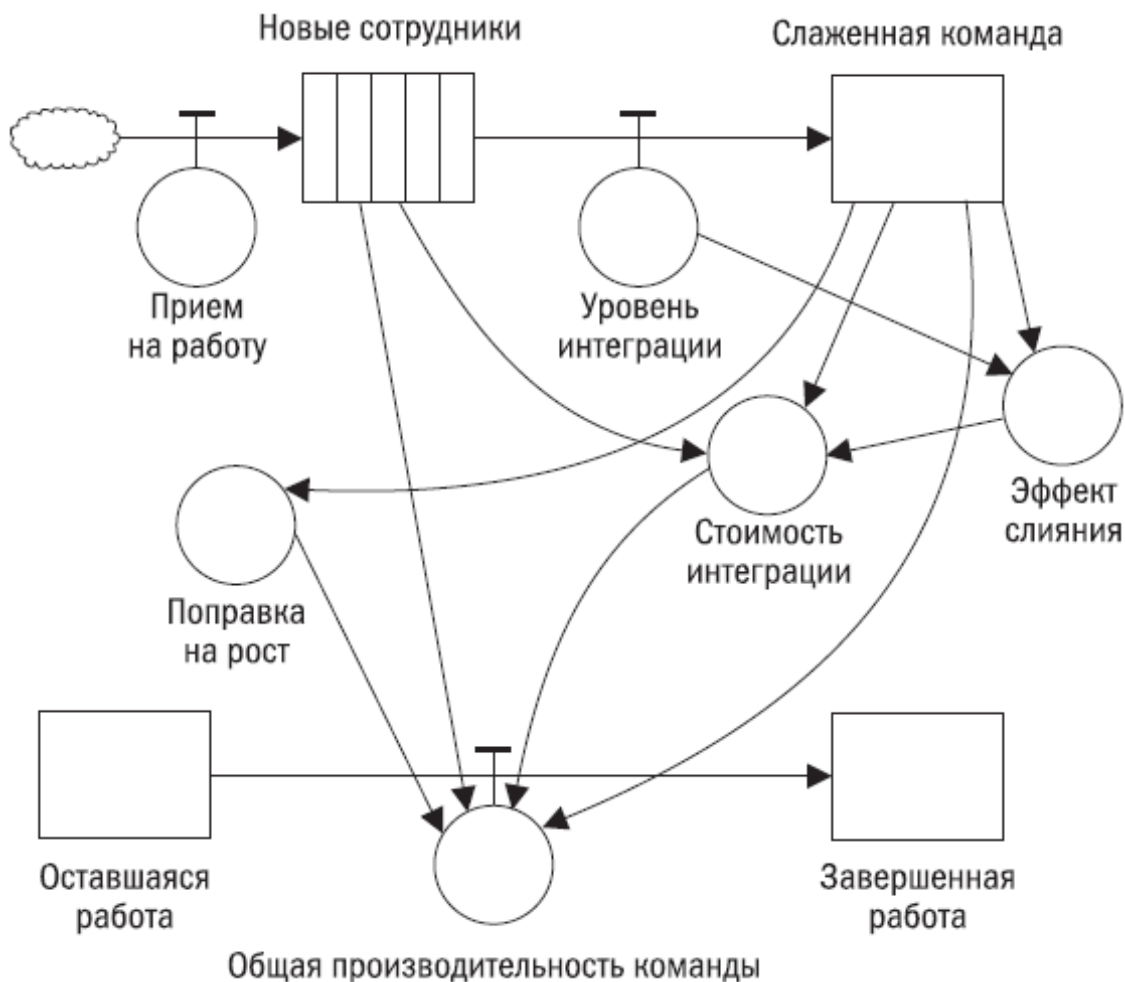 Новые сотрудники
Слаженная команда
Прием
на работу
Уровень
интеграции
Эффект
слияния
Стоимость
интеграции
Поправка
на рост
Оставшаяся
работа
Завершенная
работа
Общая производительность команды